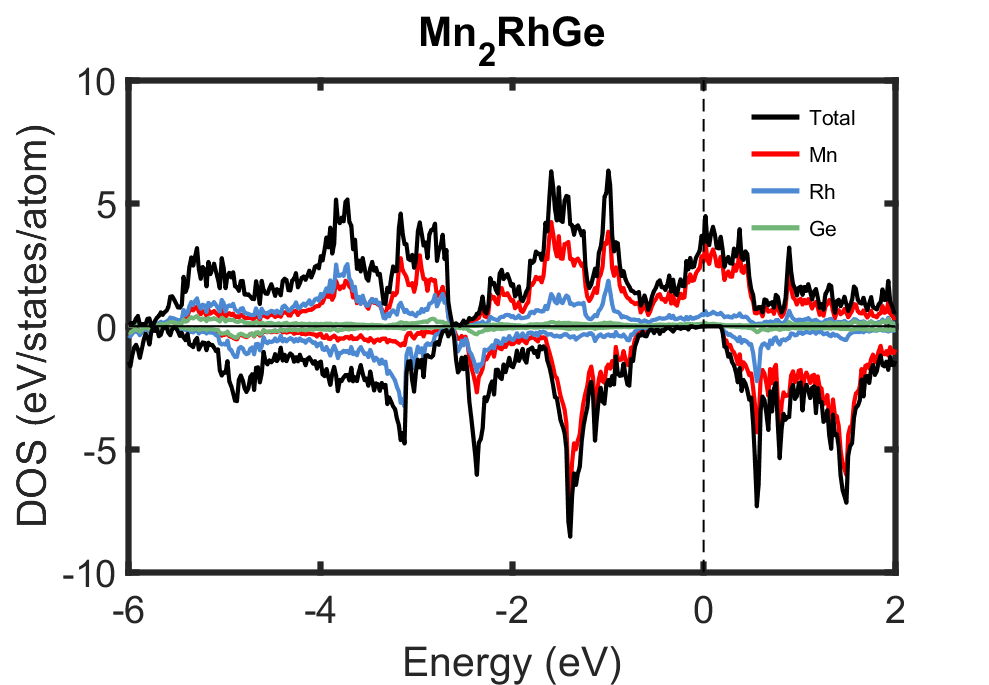 Mn₂RhGe
10
5
0
-5
-10
DOS (eV/states/atom)
Total
Mn
Rh
Ge
-6 -4 -2 0 2
Energy (eV)